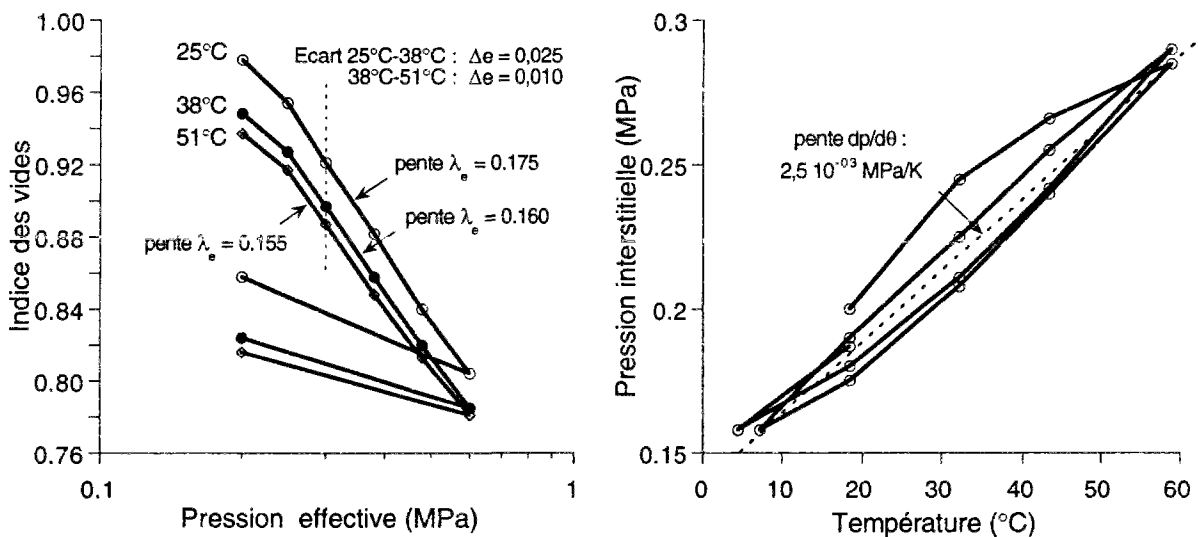 1.00
0.96
0.92
0.88
0.84
0.80
0.76
Indice des vides
25°C
38°C
51°C
Ecart 25°C-38°C : Δe = 0,025
38°C-51°C : Δe = 0,010
pente λe = 0.175
pente λe = 0.160
pente λe = 0.155
0.1
1
Pression effective (MPa)
0.3
0.25
0.2
0.15
Pression interstitielle (MPa)
pente dp/dθ :
2,5 10⁻⁰³ MPa/K
0
10
20
30
40
50
60
Température (°C)